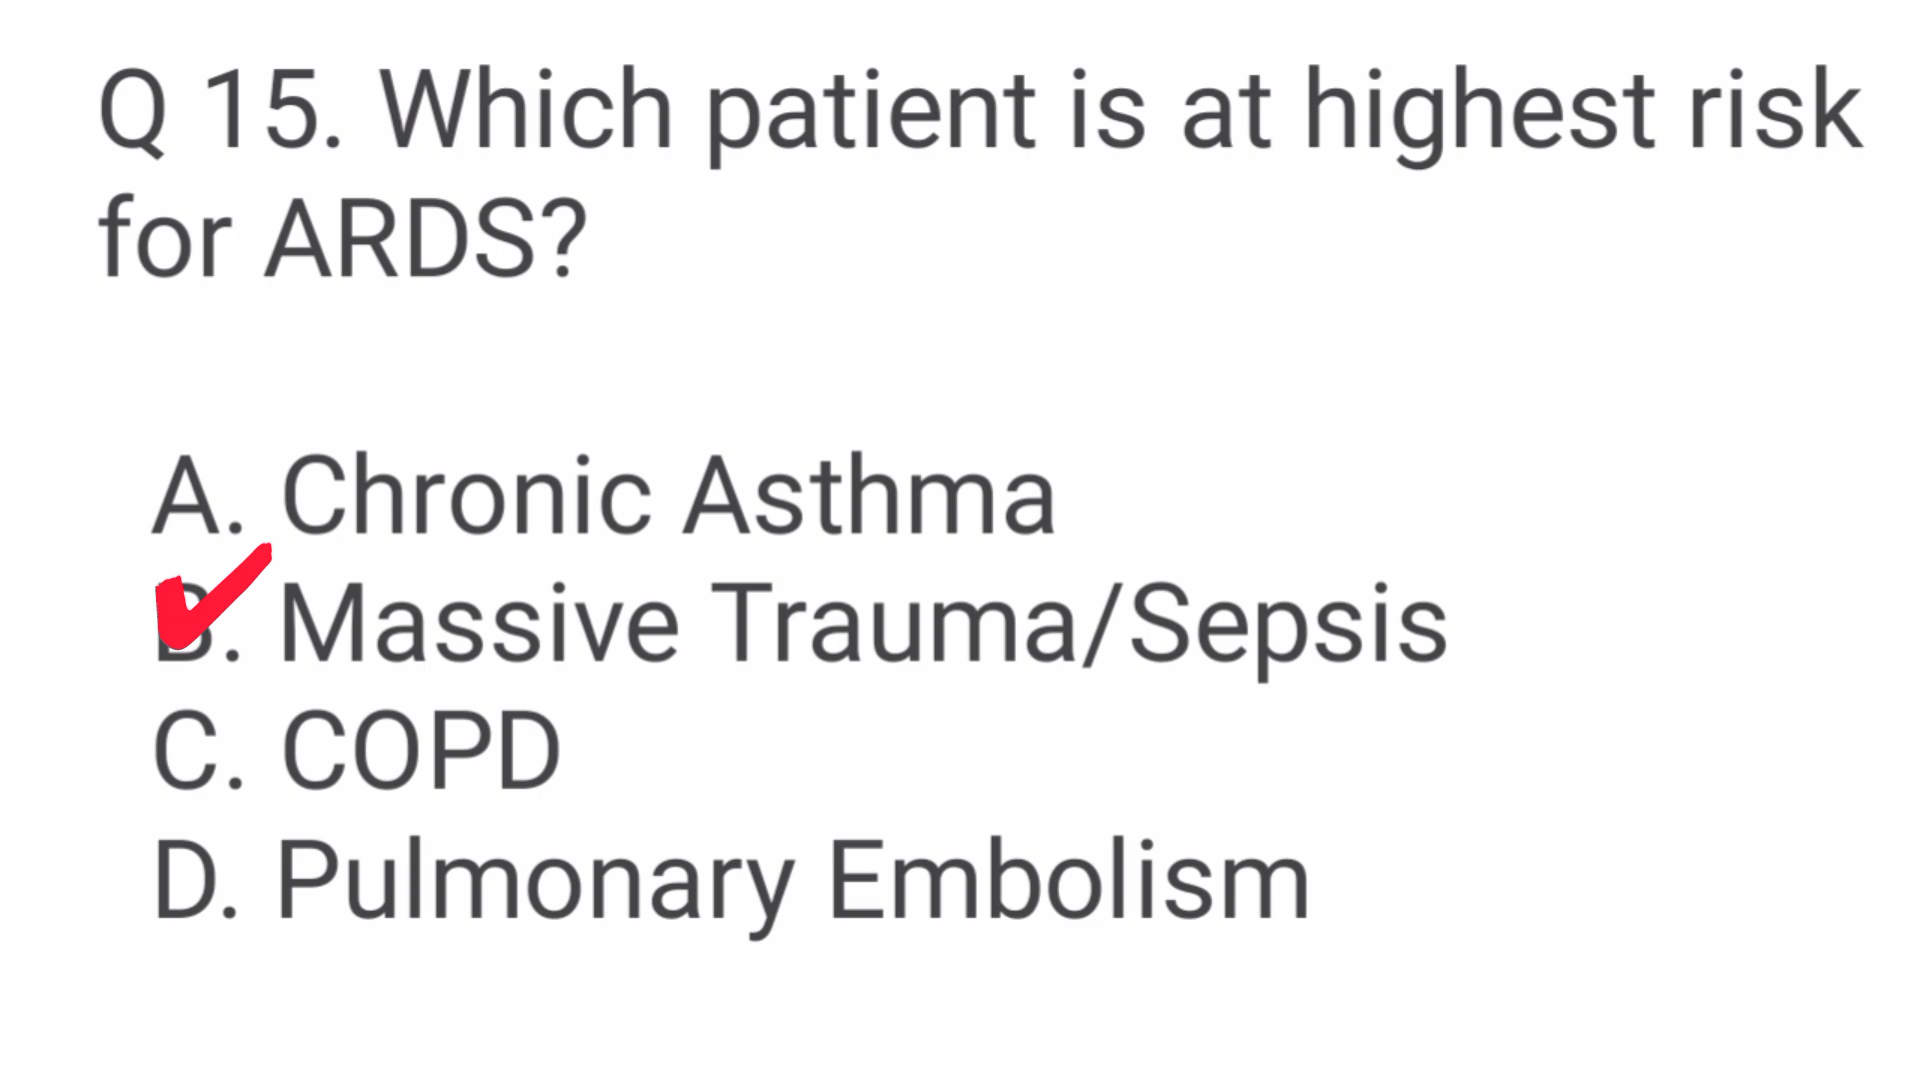 Q 15. Which patient is at highest risk
for ARDS?
A. Chronic Asthma
B. Massive Trauma/Sepsis
C. COPD
D. Pulmonary Embolism